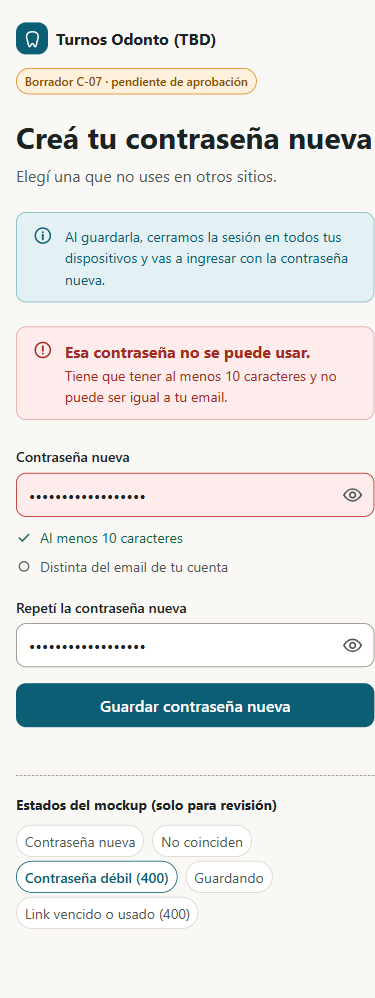 Turnos Odonto (TBD)
Borrador C-07 · pendiente de aprobación
Creá tu contraseña nueva
Elegí una que no uses en otros sitios.
Al guardarla, cerramos la sesión en todos tus
dispositivos y vas a ingresar con la contraseña
nueva.
Esa contraseña no se puede usar.
Tiene que tener al menos 10 caracteres y no
puede ser igual a tu email.
Contraseña nueva
••••••••••••••••••
Al menos 10 caracteres
Distinta del email de tu cuenta
Repetí la contraseña nueva
••••••••••••••••••
Guardar contraseña nueva
Estados del mockup (solo para revisión)
Contraseña nueva
No coinciden
Contraseña débil (400)
Guardando
Link vencido o usado (400)